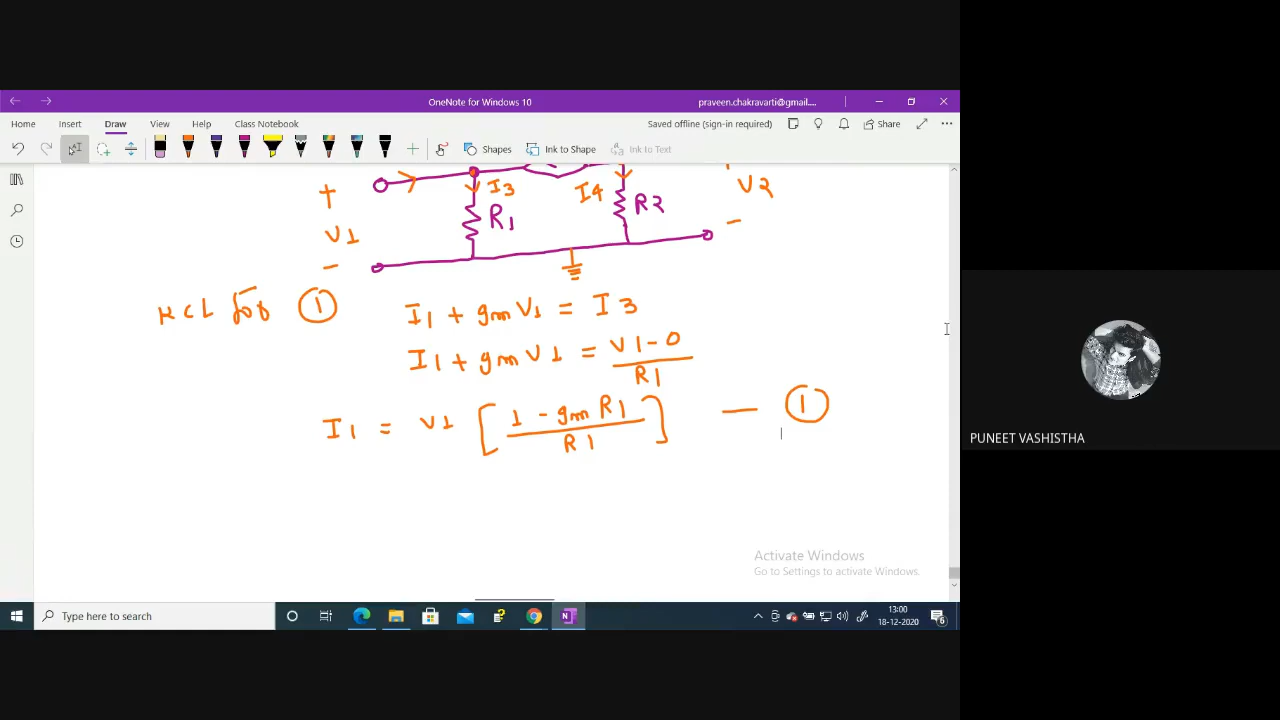 OneNote for Windows 10
praveen.chakravarti@gmail....
Home Insert Draw View Help Class Notebook
Saved offline (sign-in required)
Share
Shapes
Ink to Shape
Ink to Text
+ I3 I4 V2
R1 R2
V1 -
-
KCL for 1 I1 + gm V1 = I3
I1 + gm V1 = V1-0 / R1
I1 = V1 [ 1 - gm R1 / R1 ] — 1
PUNEET VASHISTHA
Activate Windows
Go to Settings to activate Windows.
Type here to search
13:00
18-12-2020
6